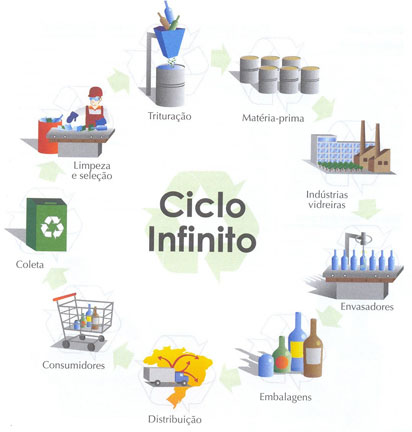 Trituração
Matéria-prima
Indústrias
vidreiras
Envasadores
Embalagens
Distribuição
Consumidores
Coleta
Limpeza
e seleção
Ciclo
Infinito